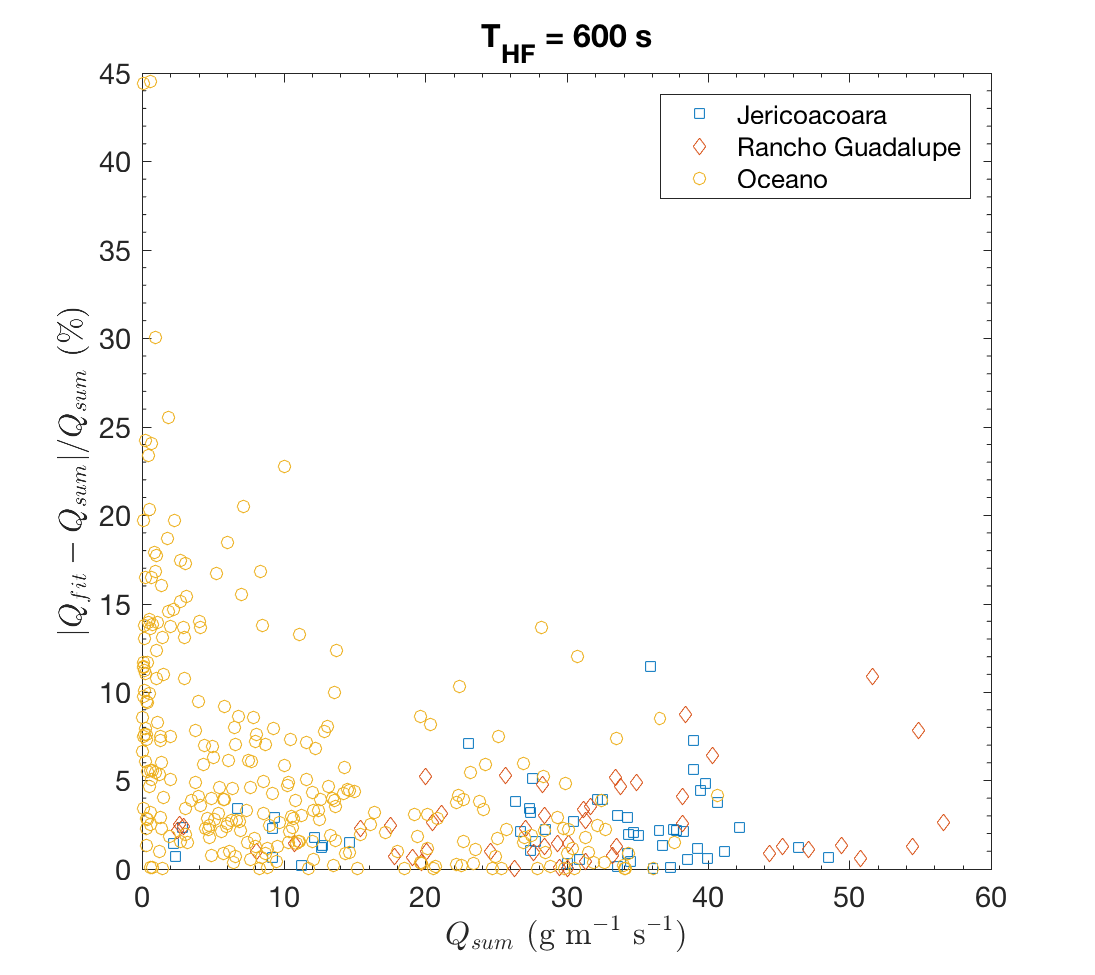 T_HF = 600 s
45
40
35
30
25
20
15
10
5
0
|Q_fit − Q_sum|/Q_sum (%)
Jericoacoara
Rancho Guadalupe
Oceano
0 10 20 30 40 50 60
Q_sum (g m⁻¹ s⁻¹)